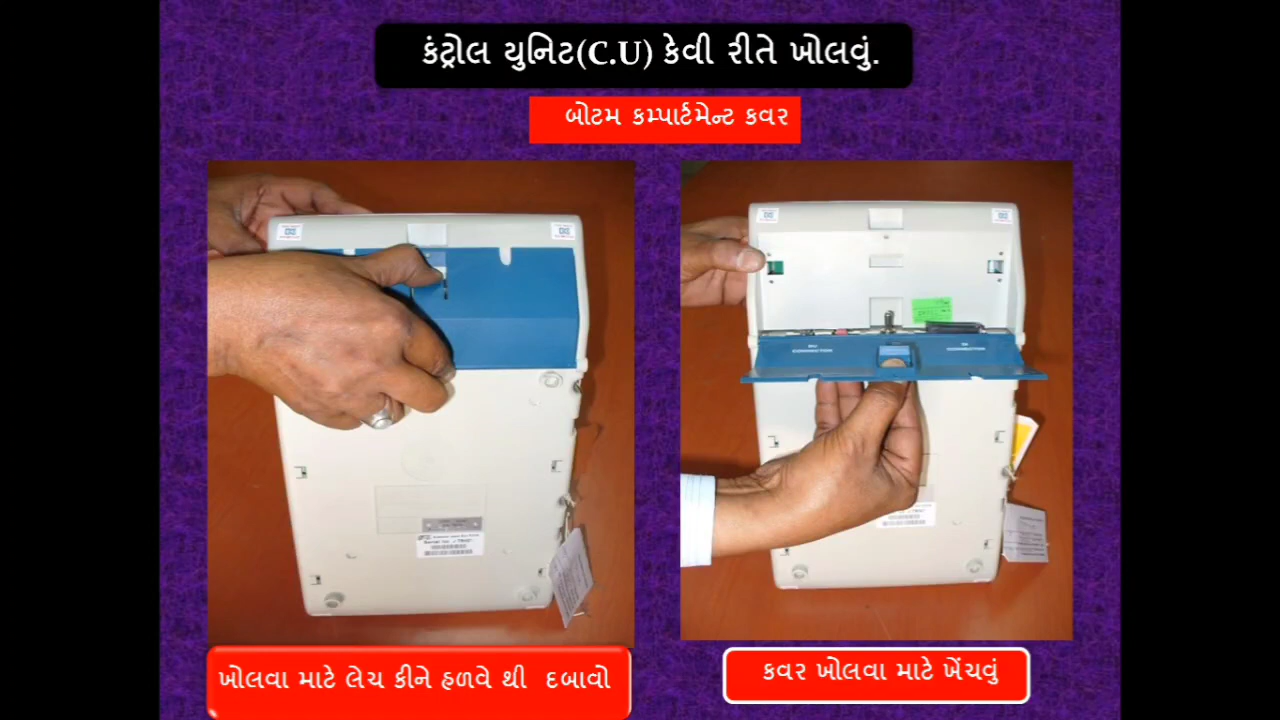 કંટ્રોલ યુનિટ(C.U) કેવી રીતે ખોલવું.
બોટમ કમ્પાર્ટમેન્ટ કવર
ખોલવા માટે લેચ કીને હળવે થી દબાવો
કવર ખોલવા માટે ખેંચવું